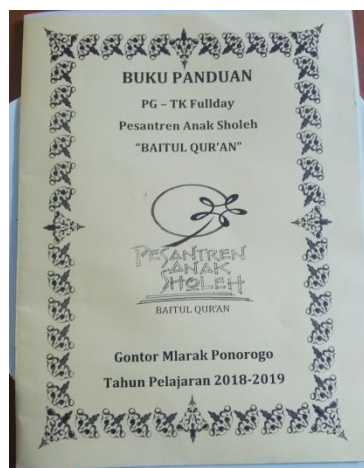 BUKU PANDUAN
PG – TK Fullday
Pesantren Anak Sholeh
"BAITUL QUR'AN"
PESANTREN
ANAK
SHOLEH
BAITUL QUR'AN
Gontor Mlarak Ponorogo
Tahun Pelajaran 2018-2019